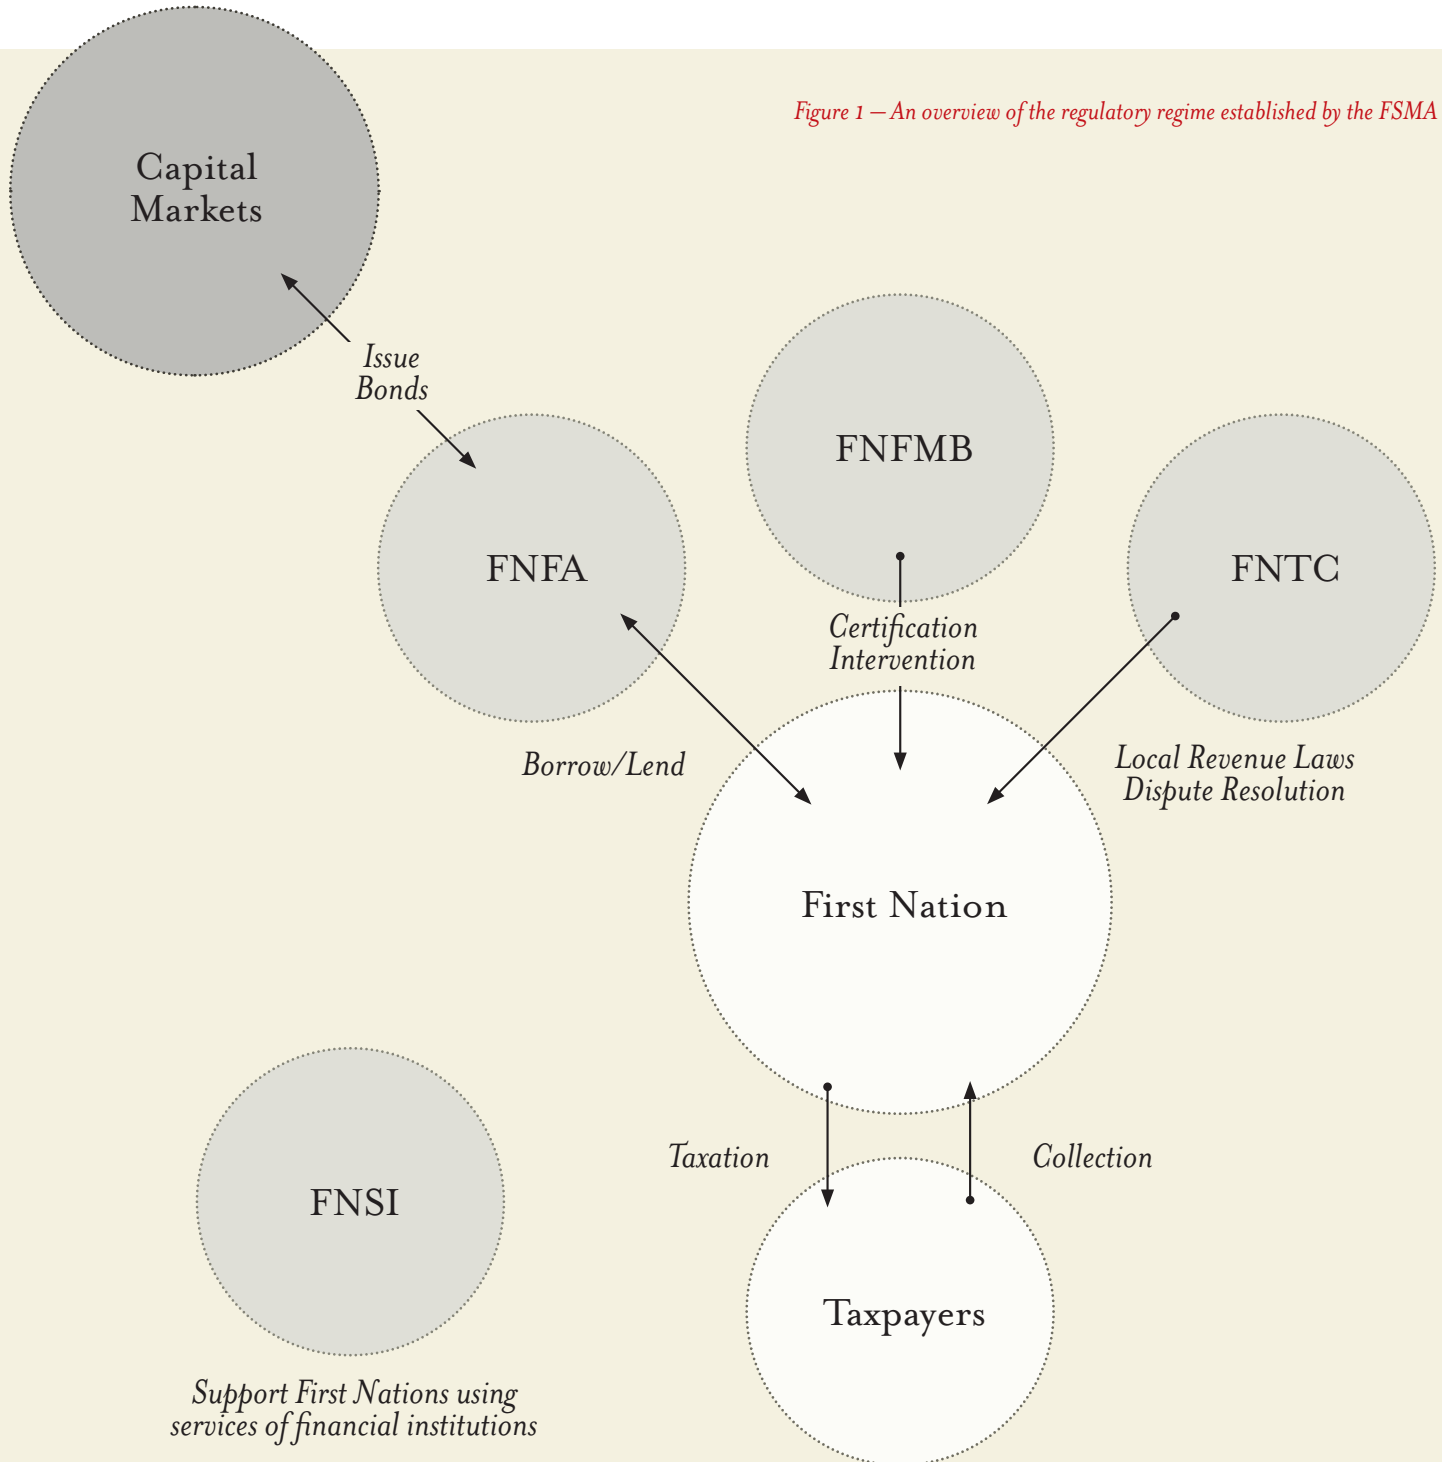 Figure 1 – An overview of the regulatory regime established by the FSMA
Capital
Markets
Issue
Bonds
FNFMB
FNFA
FNTC
Certification
Intervention
Borrow/Lend
Local Revenue Laws
Dispute Resolution
First Nation
Taxation
Collection
FNSI
Taxpayers
Support First Nations using
services of financial institutions